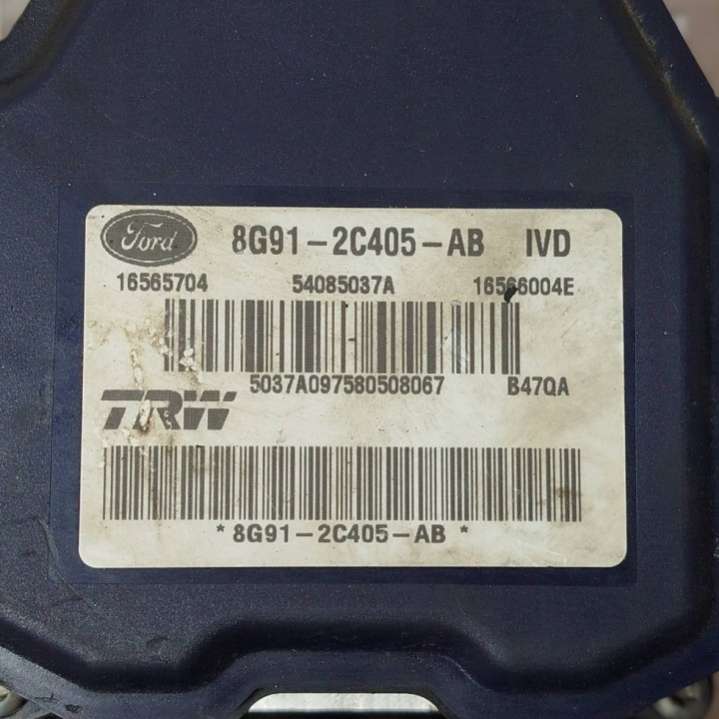 Ford 8G91-2C405-AB IVD
16565704 54085037A 16566004E
5037A097580508067 B47QA
TRW
*8G91-2C405-AB*